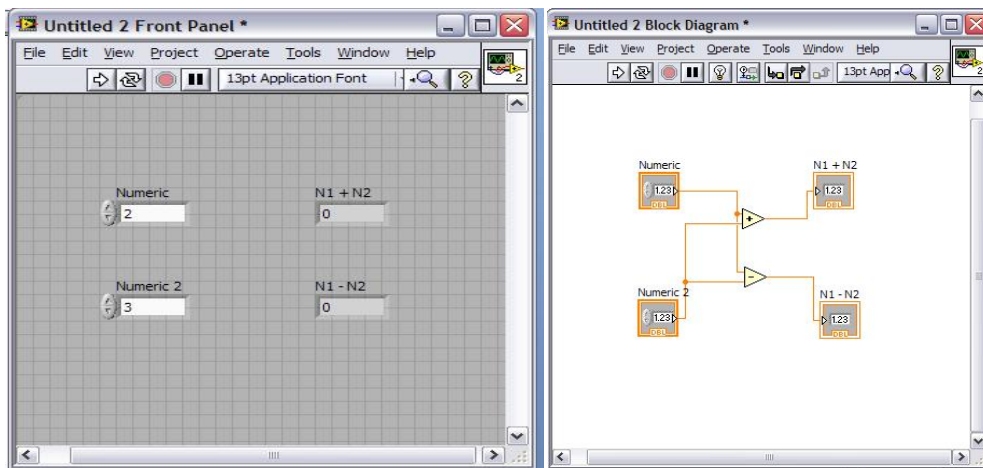 Untitled 2 Front Panel *
File Edit View Project Operate Tools Window Help
13pt Application Font
2
Numeric
2
N1 + N2
0
Numeric 2
3
N1 - N2
0
Untitled 2 Block Diagram *
File Edit View Project Operate Tools Window Help
13pt App
2
Numeric
1.23
DBL
N1 + N2
1.23
DBL
+
-
Numeric 2
1.23
DBL
N1 - N2
1.23
DBL